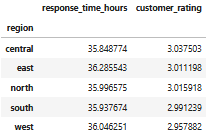 response_time_hours customer_rating
region
central 35.848774 3.037503
east 36.285543 3.011198
north 35.996575 3.015918
south 35.937674 2.991239
west 36.046251 2.957882